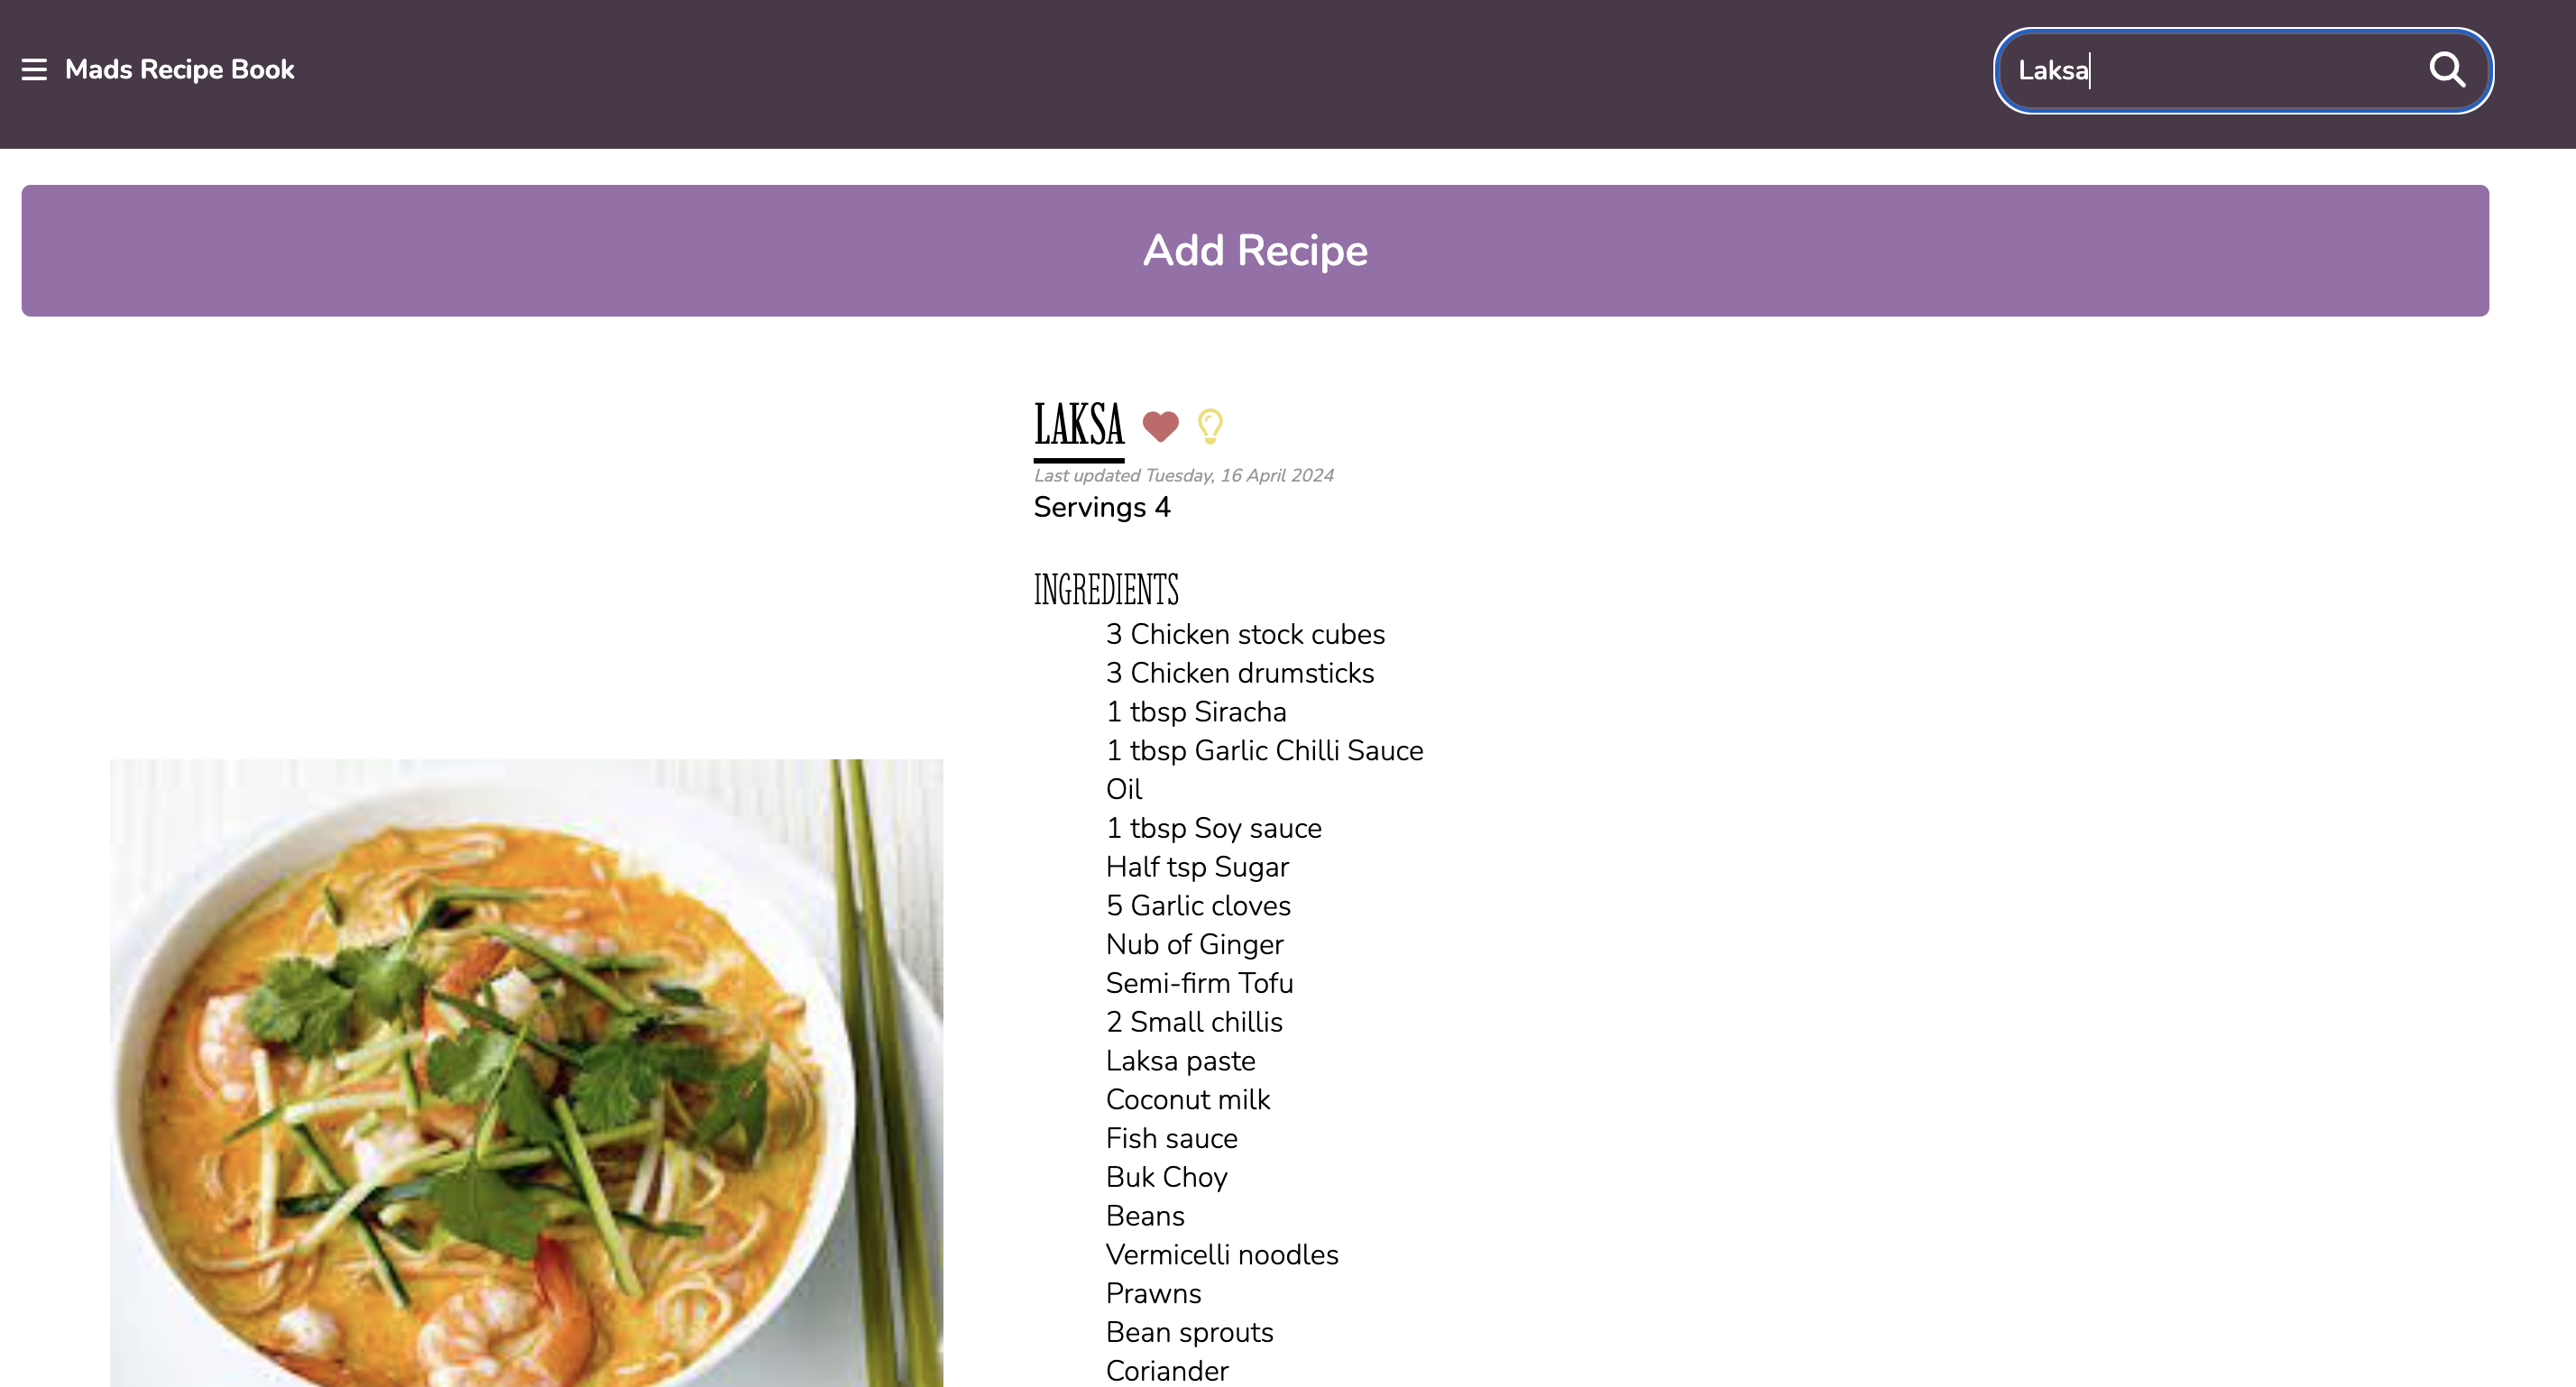 Mads Recipe Book
Laksa
Add Recipe
LAKSA
Last updated Tuesday, 16 April 2024
Servings 4
INGREDIENTS
3 Chicken stock cubes
3 Chicken drumsticks
1 tbsp Siracha
1 tbsp Garlic Chilli Sauce
Oil
1 tbsp Soy sauce
Half tsp Sugar
5 Garlic cloves
Nub of Ginger
Semi-firm Tofu
2 Small chillis
Laksa paste
Coconut milk
Fish sauce
Buk Choy
Beans
Vermicelli noodles
Prawns
Bean sprouts
Coriander